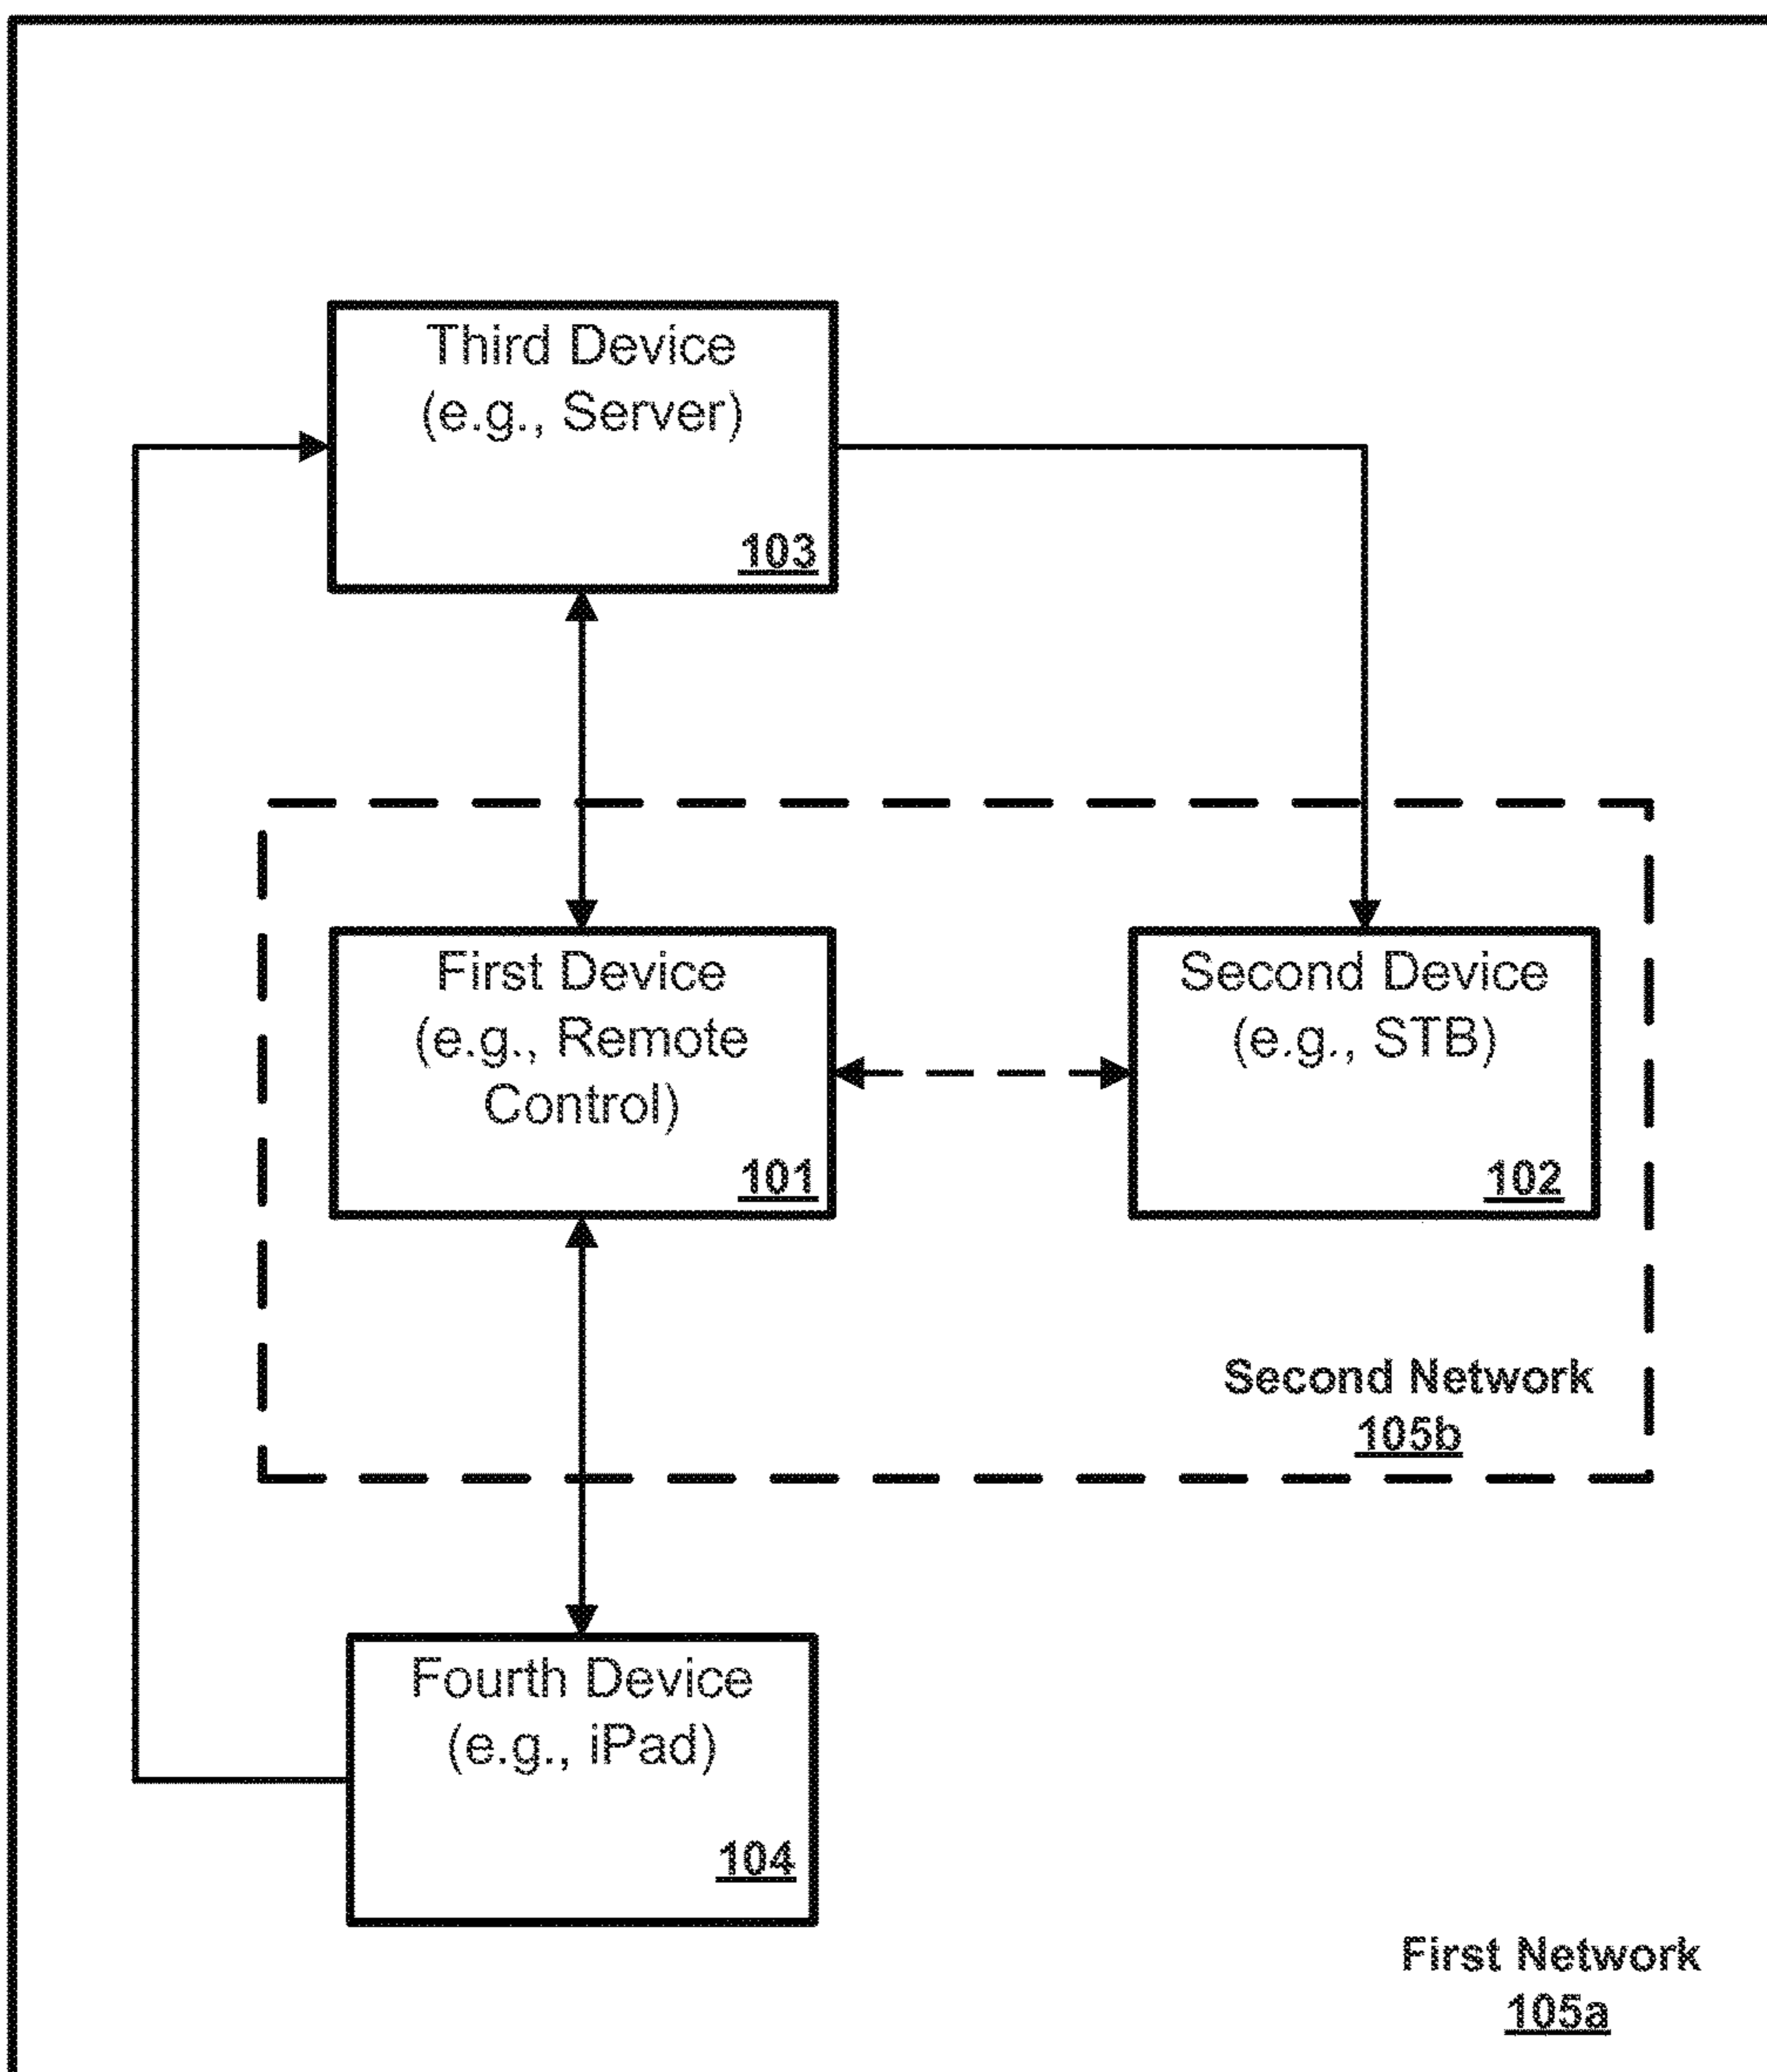 Third Device
(e.g., Server)
103
First Device
(e.g., Remote
Control)
101
Second Device
(e.g., STB)
102
Second Network
105b
Fourth Device
(e.g., iPad)
104
First Network
105a